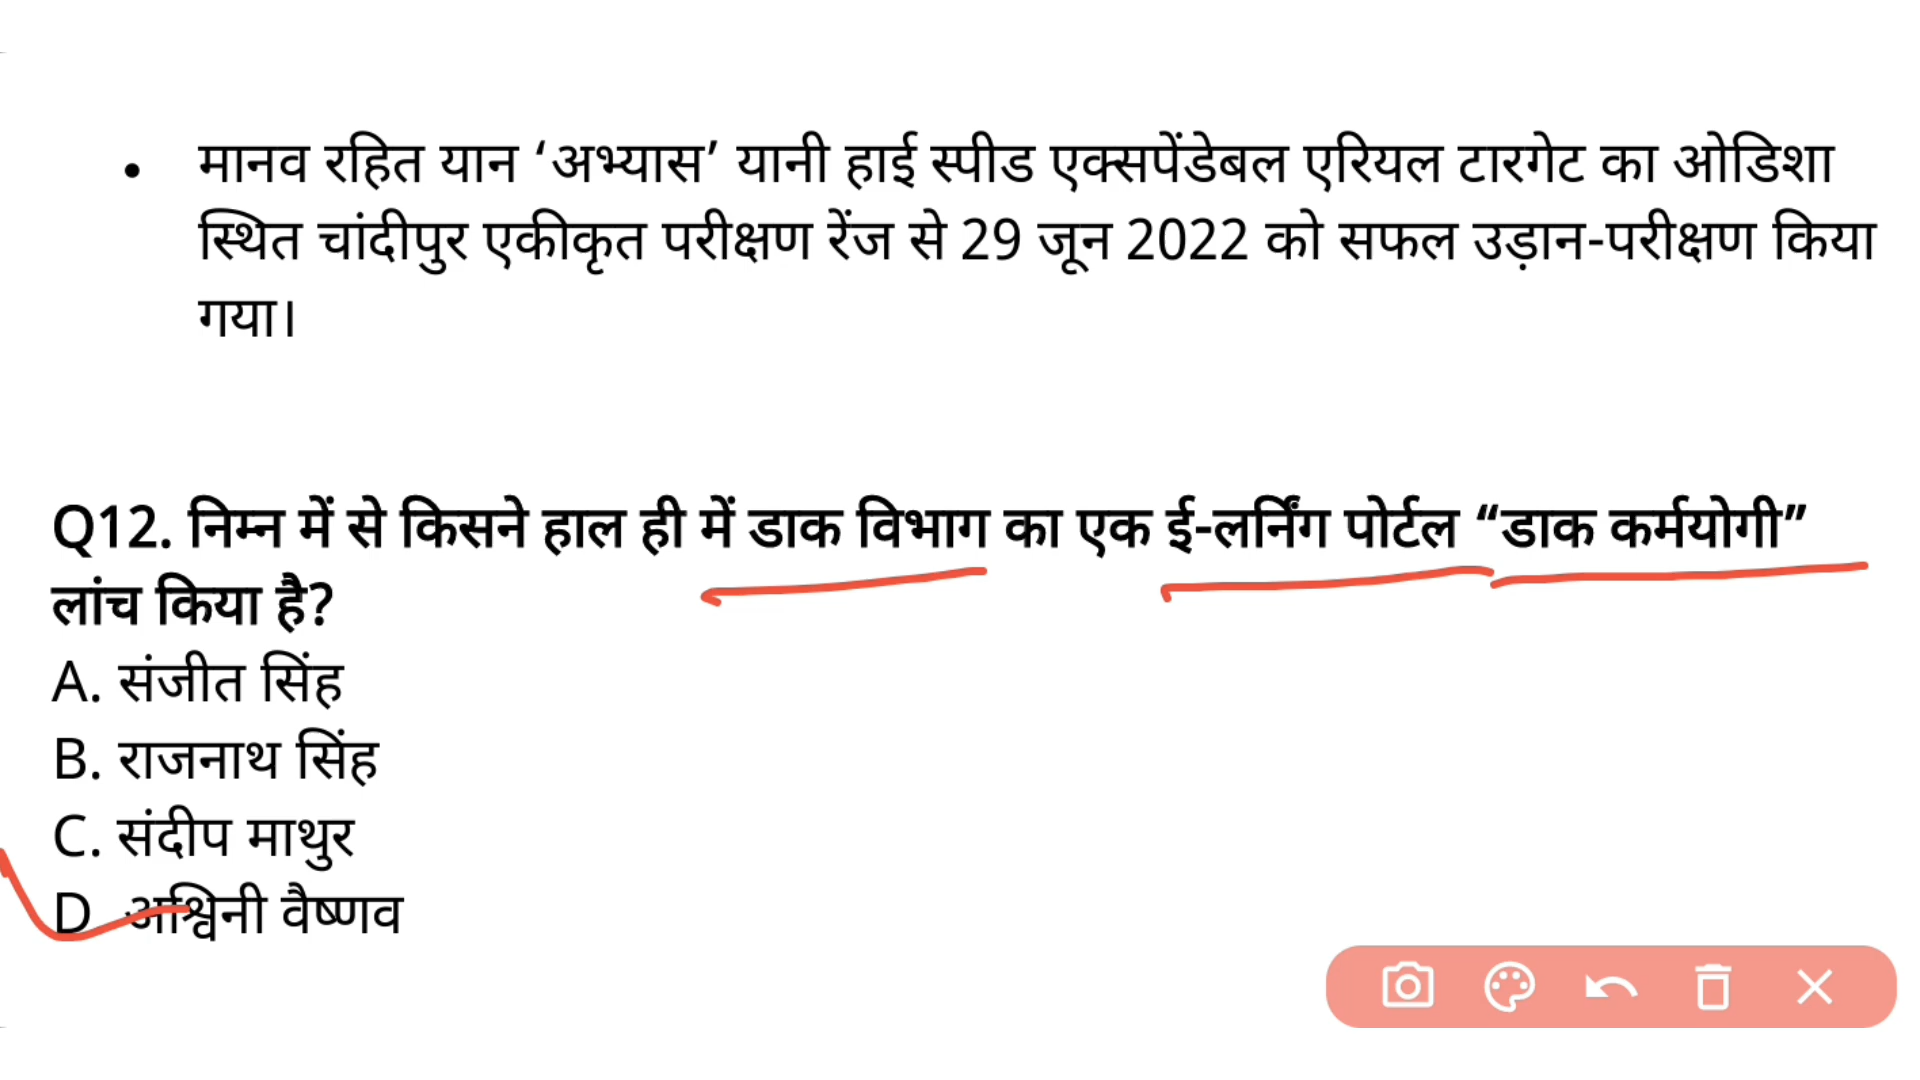 • मानव रहित यान ‘अभ्यास’ यानी हाई स्पीड एक्सपेंडेबल एरियल टारगेट का ओडिशा
स्थित चांदीपुर एकीकृत परीक्षण रेंज से 29 जून 2022 को सफल उड़ान-परीक्षण किया
गया।
Q12. निम्न में से किसने हाल ही में डाक विभाग का एक ई-लर्निंग पोर्टल “डाक कर्मयोगी”
लांच किया है?
A. संजीत सिंह
B. राजनाथ सिंह
C. संदीप माथुर
D. अश्विनी वैष्णव